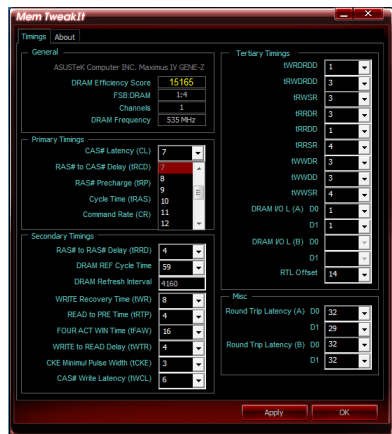 Mem TweakIt
Timings About
General
ASUSTeK Computer INC. Maximus IV GENE-Z
DRAM Efficiency Score 15165
FSB:DRAM 1:4
Channels 1
DRAM Frequency 535 MHz
Primary Timings
CAS# Latency (CL) 7
RAS# to CAS# Delay (tRCD) 7
RAS# Precharge (tRP) 8
9
Cycle Time (tRAS) 10
Command Rate (CR) 11
12
Secondary Timings
RAS# to RAS# Delay (tRRD) 4
DRAM REF Cycle Time 59
DRAM Refresh Interval 4160
WRITE Recovery Time (tWR) 8
READ to PRE Time (tRTP) 4
FOUR ACT WIN Time (tFAW) 16
WRITE to READ Delay (tWTR) 4
CKE Minimul Pulse Width (tCKE) 3
CAS# Write Latency (tWCL) 6
Tertiary Timings
tWRDRDD 1
tRWDRDD 3
tRWSR 3
tRRDR 3
tRRDD 1
tRRSR 4
tWWDR 3
tWWDD 3
tWWSR 4
DRAM I/O L (A) D0 1
D1 1
DRAM I/O L (B) D0
D1
RTL Offset 14
Misc
Round Trip Latency (A) D0 32
D1 29
Round Trip Latency (B) D0 32
D1 32
Apply OK